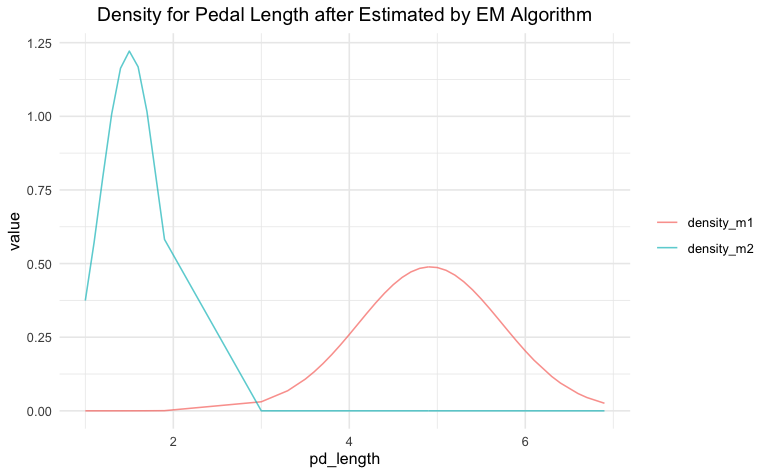 Density for Pedal Length after Estimated by EM Algorithm
1.25
1.00
0.75
0.50
0.25
0.00
value
2
4
6
pd_length
density_m1
density_m2